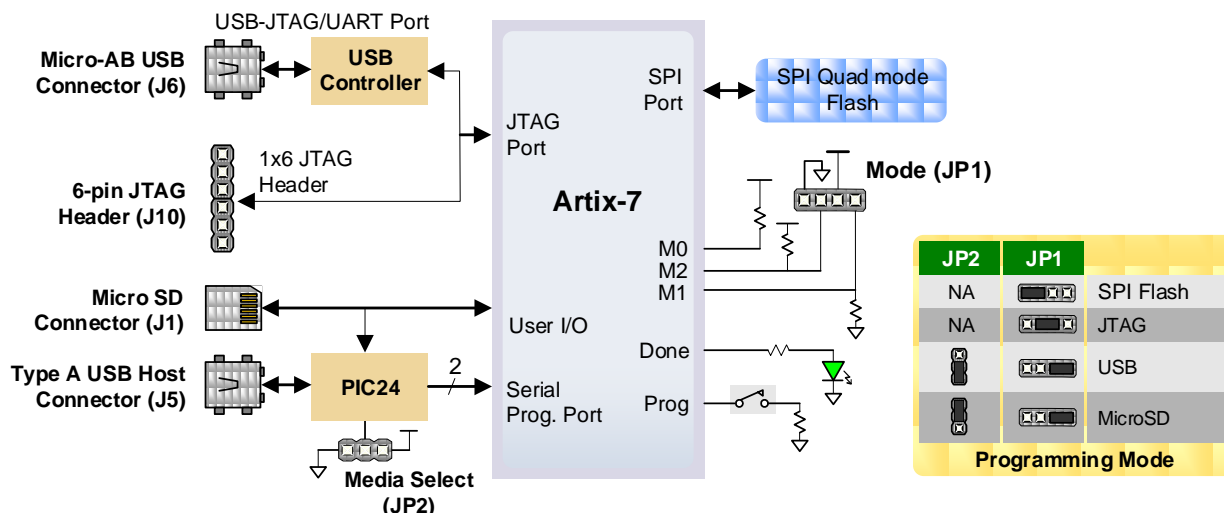 USB-JTAG/UART Port
Micro-AB USB
Connector (J6)
USB
Controller
1x6 JTAG
Header
6-pin JTAG
Header (J10)
Micro SD
Connector (J1)
Type A USB Host
Connector (J5)
PIC24
2
Media Select
(JP2)
JTAG
Port
SPI
Port
Artix-7
M0
M2
M1
User I/O
Done
Serial
Prog. Port
Prog
SPI Quad mode
Flash
Mode (JP1)
JP2 JP1
NA SPI Flash
NA JTAG
USB
MicroSD
Programming Mode